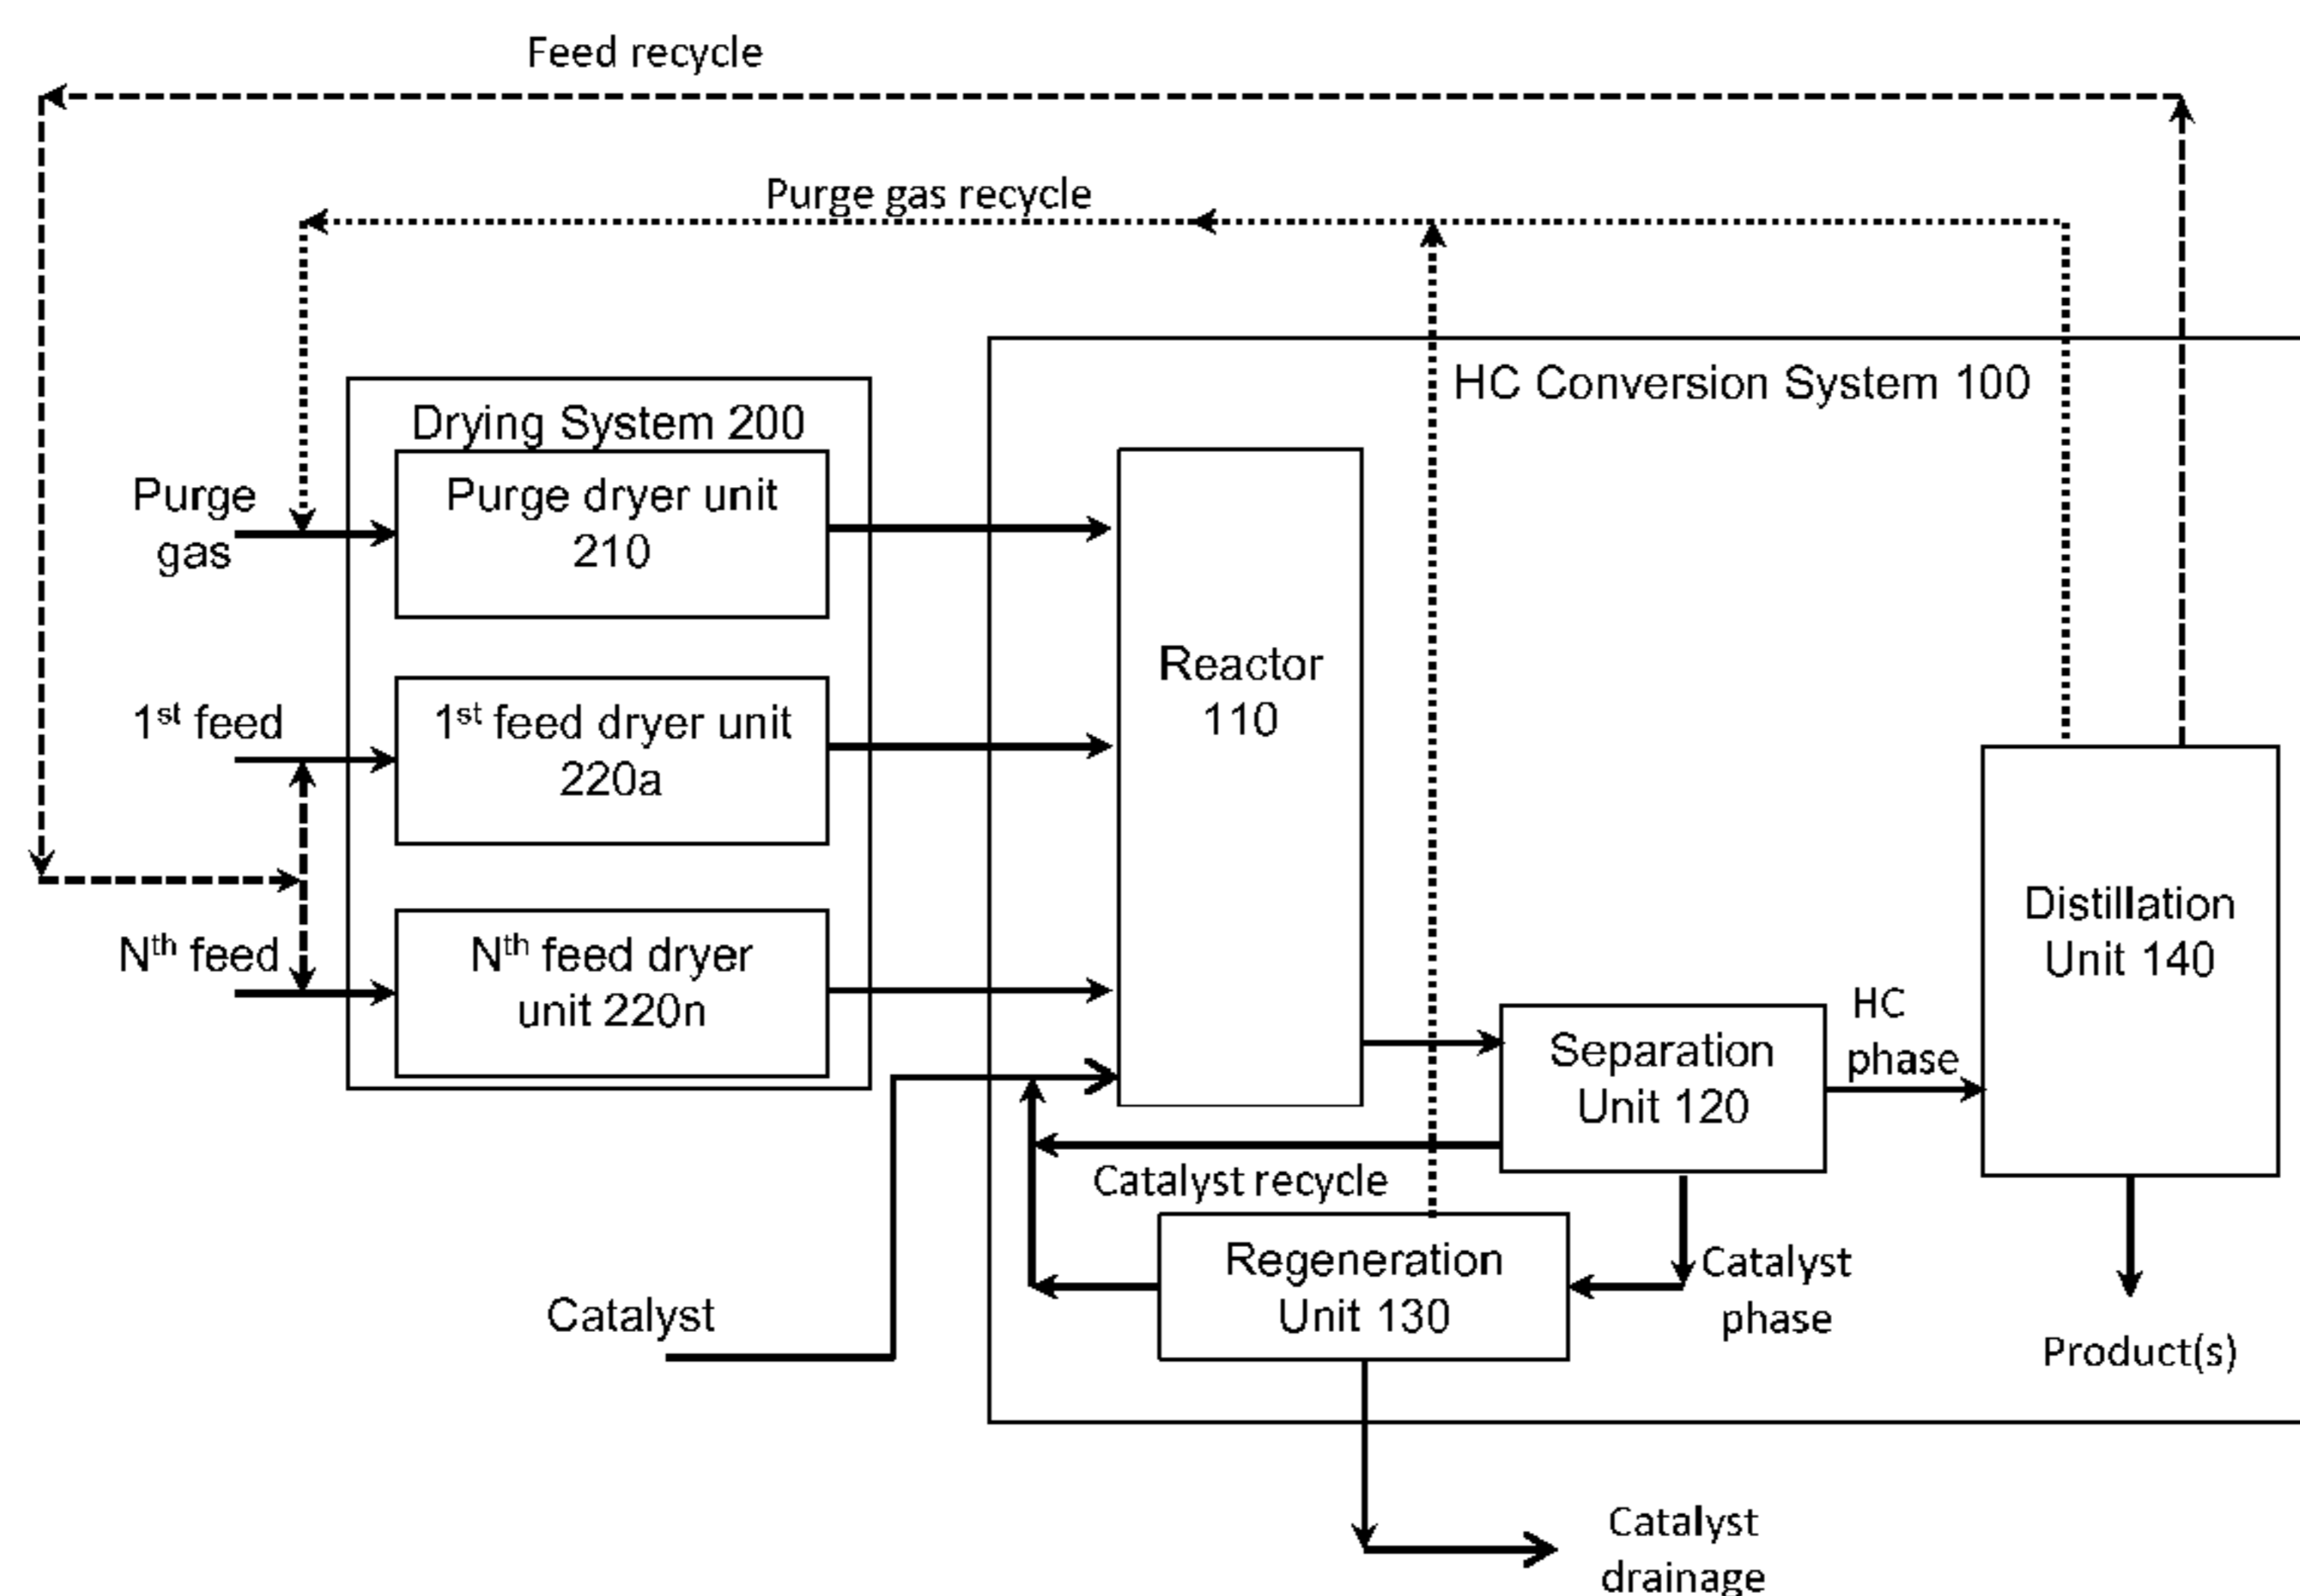 Feed recycle
Purge gas recycle
HC Conversion System 100
Drying System 200
Purge
gas
Purge dryer unit
210
Reactor
110
1st feed
1st feed dryer unit
220a
Nth feed
Nth feed dryer
unit 220n
Distillation
Unit 140
HC
phase
Separation
Unit 120
Catalyst recycle
Regeneration
Unit 130
Catalyst
phase
Catalyst
Product(s)
Catalyst
drainage